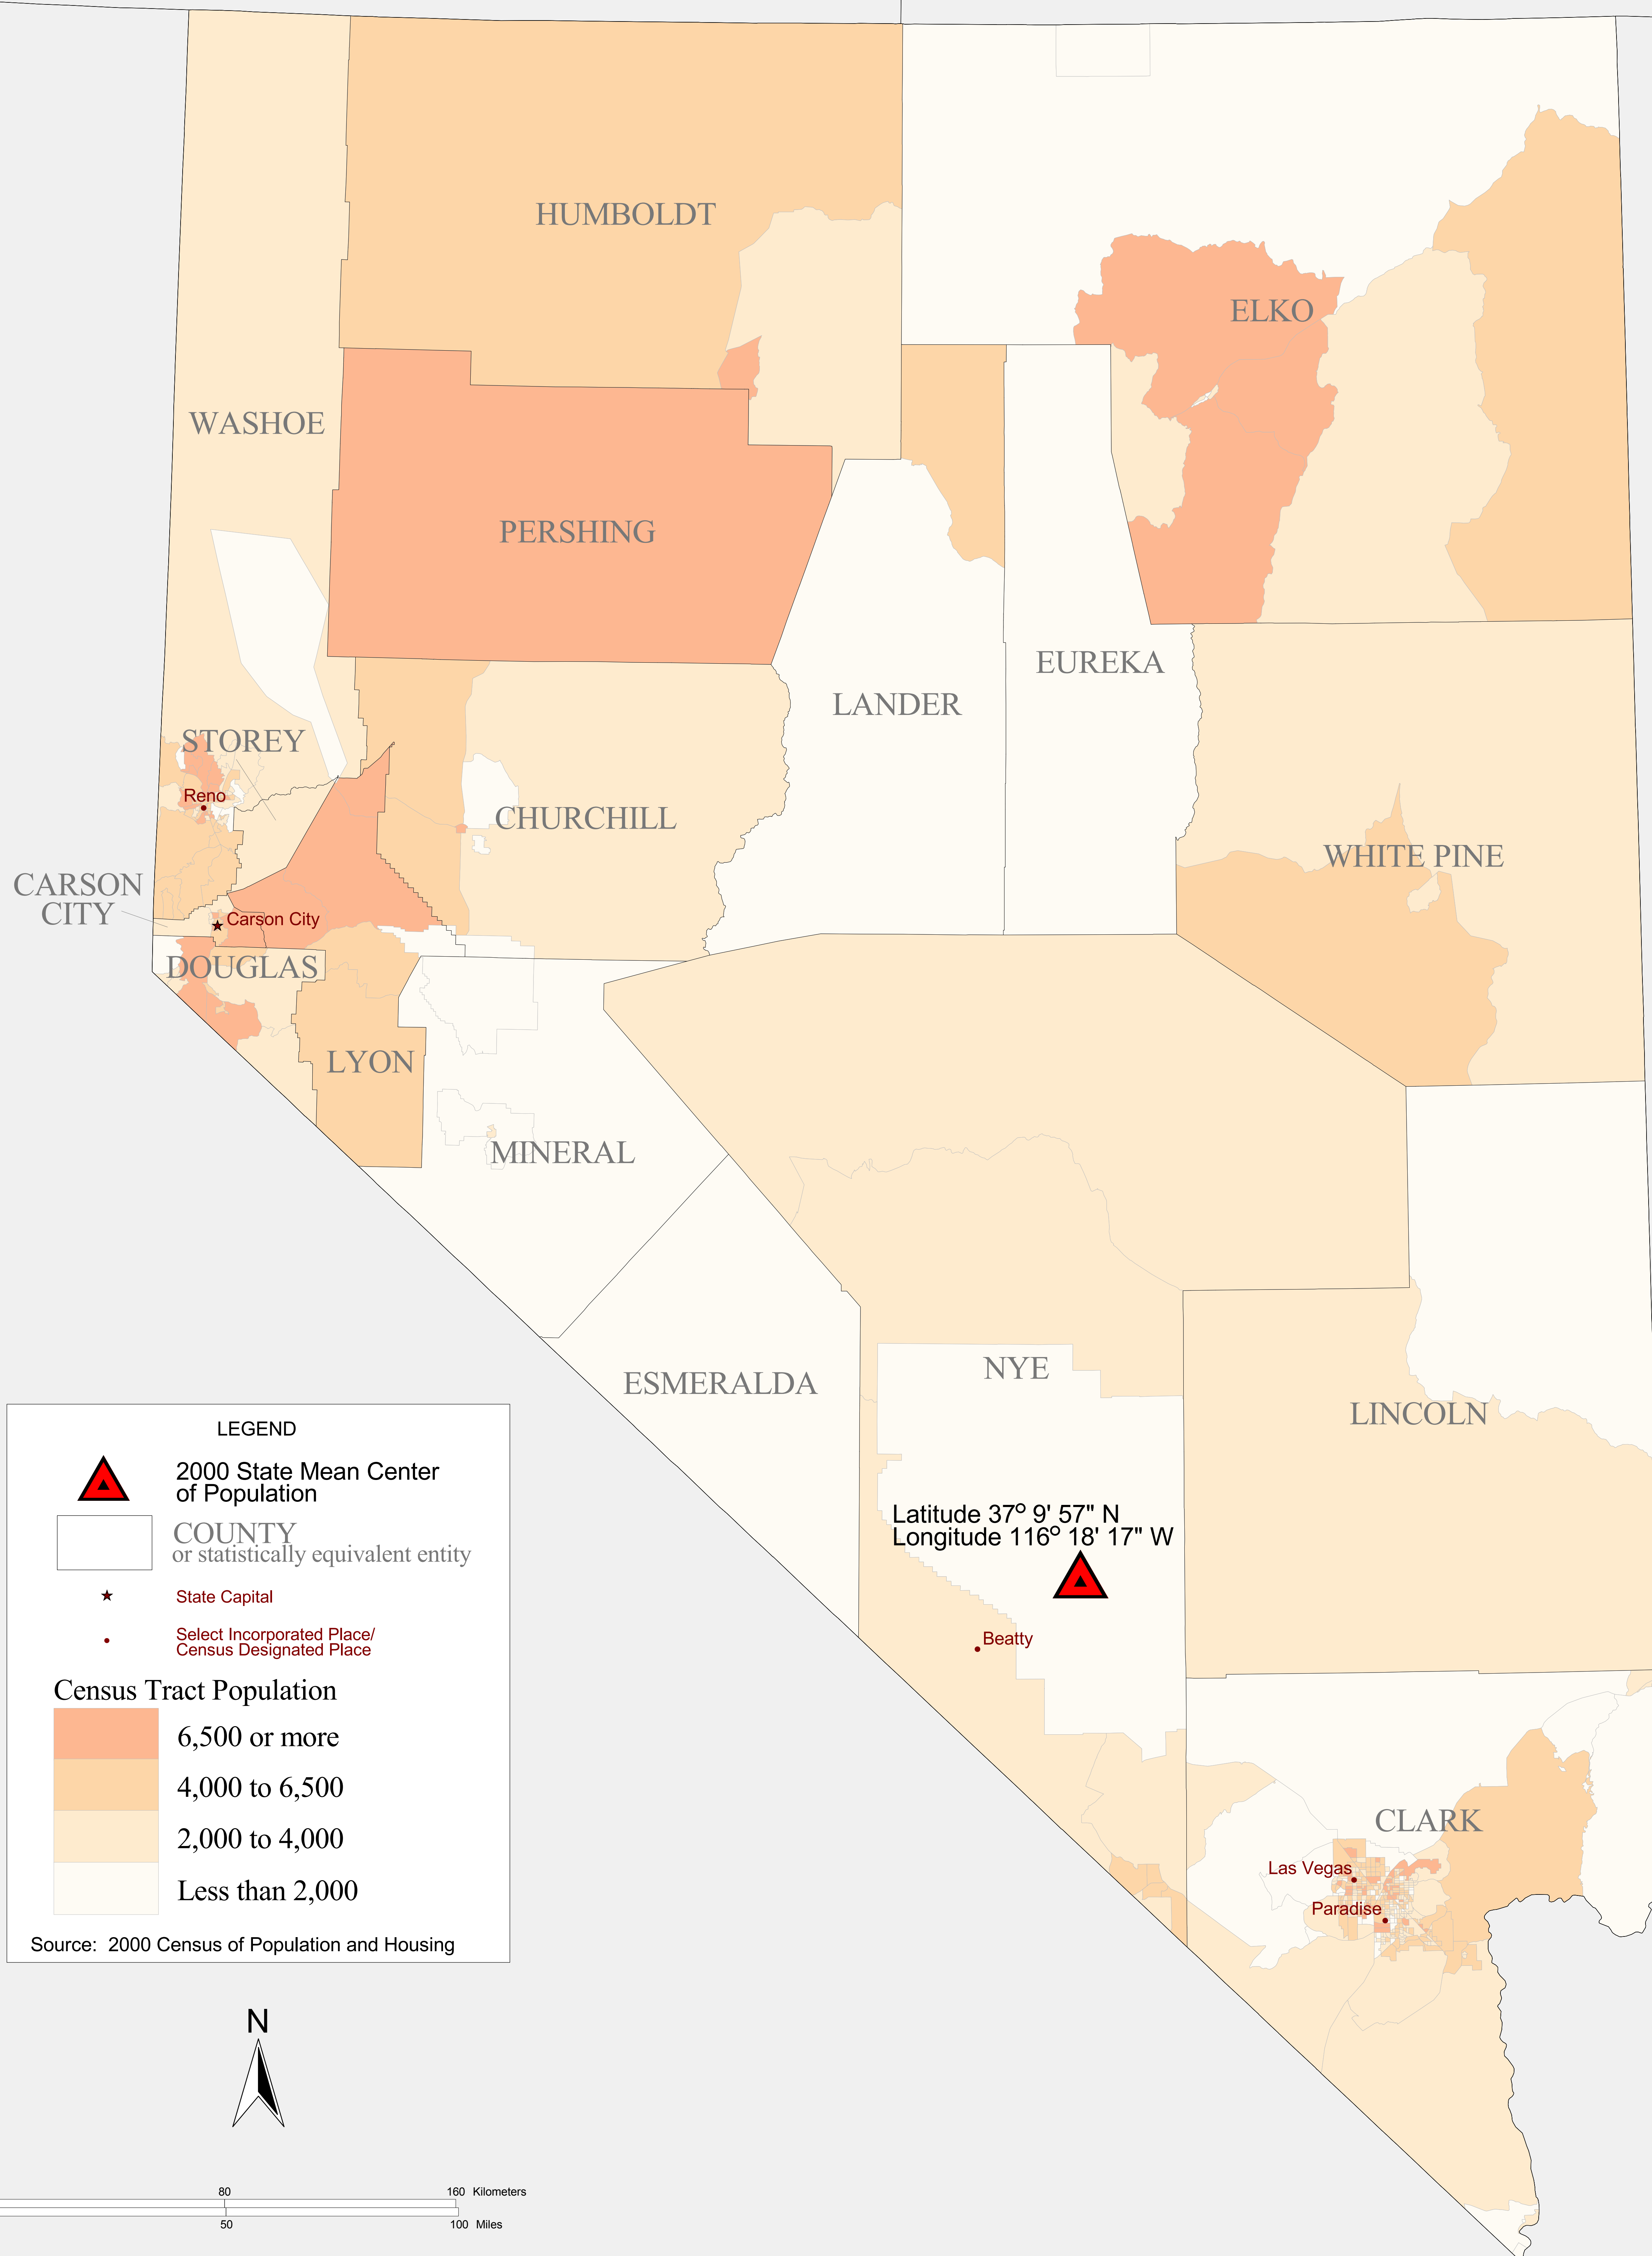 HUMBOLDT
ELKO
WASHOE
PERSHING
EUREKA
LANDER
STOREY
Reno
CHURCHILL
WHITE PINE
CARSON
CITY
Carson City
DOUGLAS
LYON
MINERAL
NYE
ESMERALDA
LINCOLN
Latitude 37º 9' 57" N
Longitude 116º 18' 17" W
Beatty
CLARK
Las Vegas
Paradise
LEGEND
2000 State Mean Center
of Population
COUNTY
or statistically equivalent entity
State Capital
Select Incorporated Place/
Census Designated Place
Census Tract Population
6,500 or more
4,000 to 6,500
2,000 to 4,000
Less than 2,000
Source: 2000 Census of Population and Housing
N
80 160 Kilometers
50 100 Miles